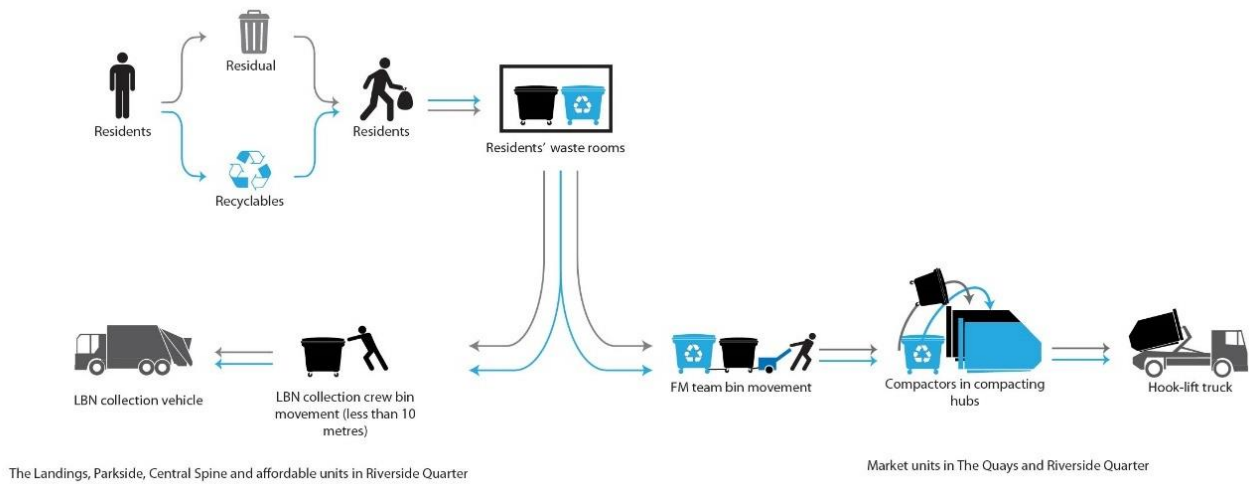 Residual
Residents
Residents
Residents’ waste rooms
Recyclables
LBN collection vehicle
LBN collection crew bin
movement (less than 10
metres)
FM team bin movement
Compactors in compacting
hubs
Hook-lift truck
The Landings, Parkside, Central Spine and affordable units in Riverside Quarter
Market units in The Quays and Riverside Quarter